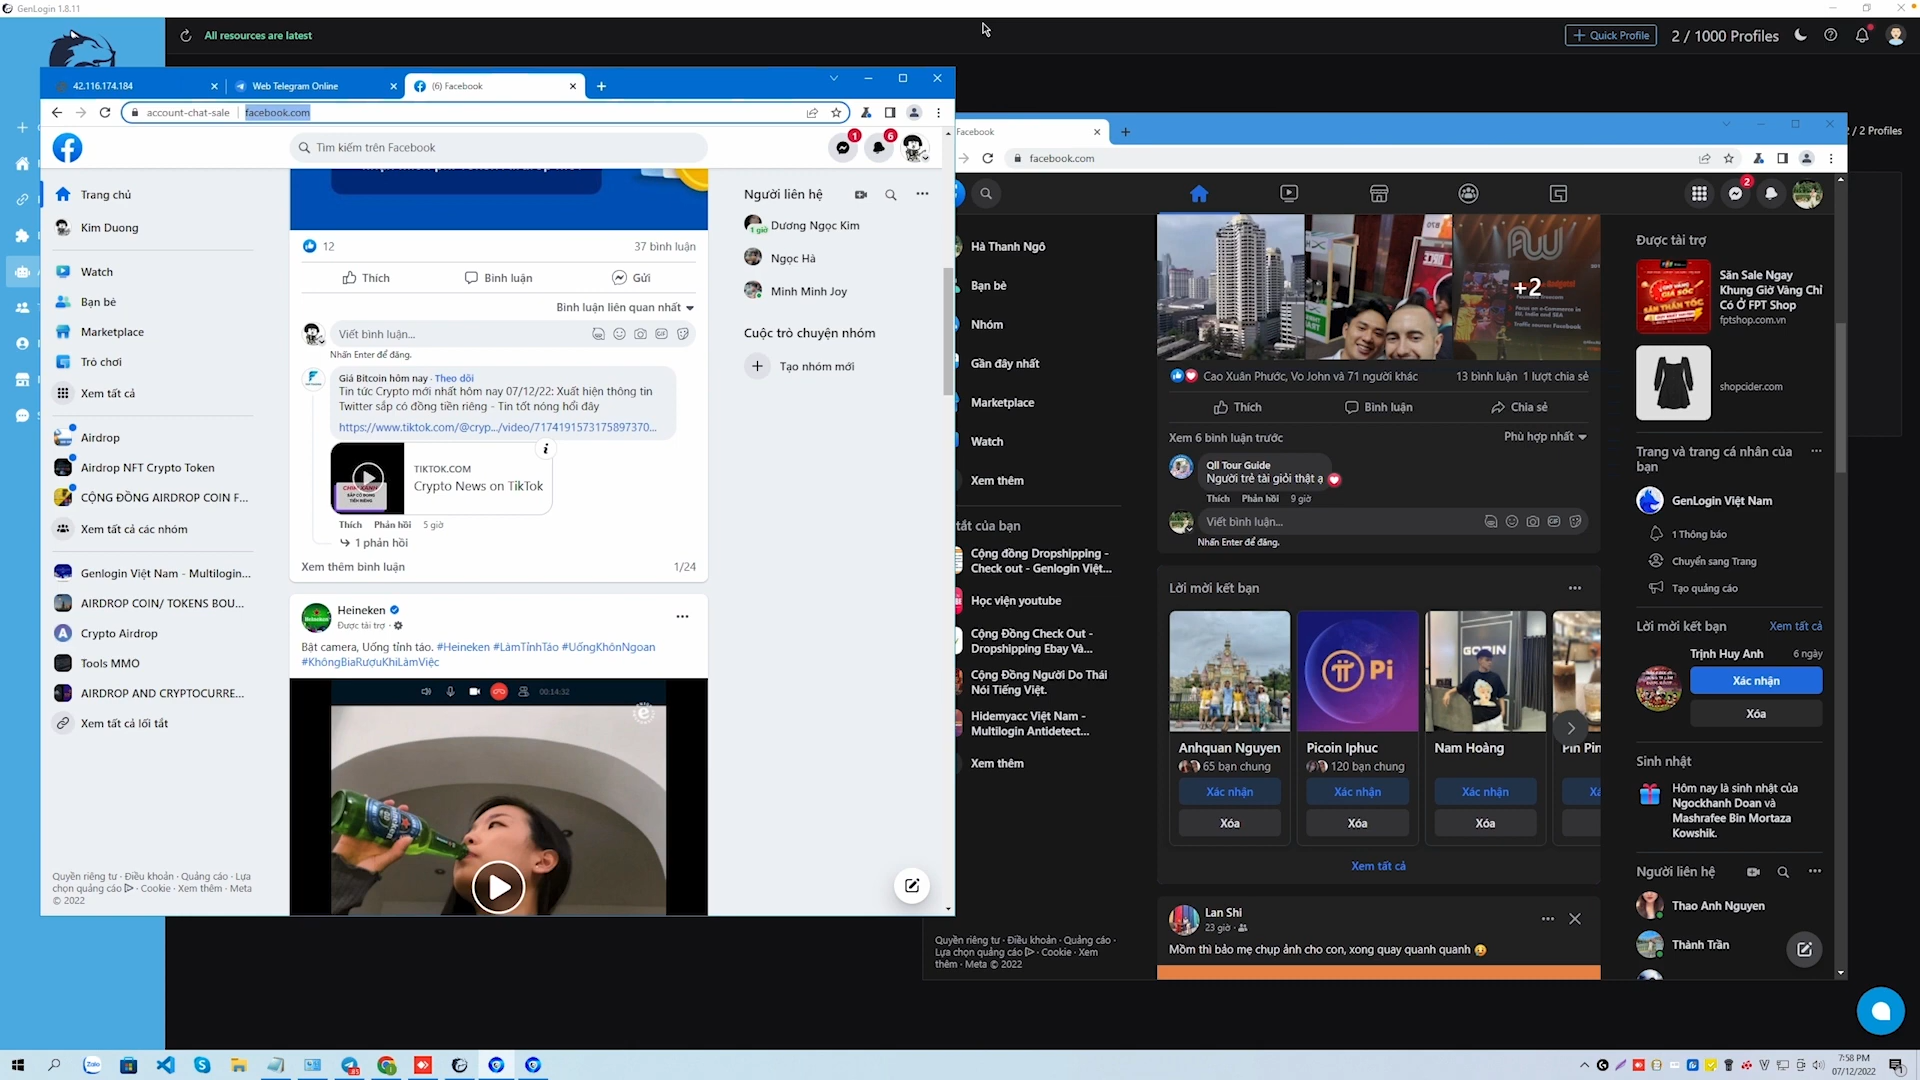 GenLogin 1.8.11
All resources are latest
Quick Profile
2 / 1000 Profiles
42.116.174.184
Web Telegram Online
(6) Facebook
account-chat-sale
facebook.com
Tìm kiếm trên Facebook
1
6
Trang chủ
Kim Duong
Watch
Bạn bè
Marketplace
Trò chơi
Xem tất cả
Airdrop
Airdrop NFT Crypto Token
CỘNG ĐỒNG AIRDROP COIN F...
Xem tất cả các nhóm
Genlogin Việt Nam - Multilogin...
AIRDROP COIN/ TOKENS BOU...
Crypto Airdrop
Tools MMO
AIRDROP AND CRYPTOCURRE...
Xem tất cả lối tắt
Quyền riêng tư · Điều khoản · Quảng cáo · Lựa
chọn quảng cáo · Cookie · Xem thêm · Meta
© 2022
12
37 bình luận
Thích
Bình luận
Gửi
Bình luận liên quan nhất
Viết bình luận...
Nhấn Enter để đăng.
Giá Bitcoin hôm nay · Theo dõi
Tin tức Crypto mới nhất hôm nay 07/12/22: Xuất hiện thông tin
Twitter sắp có đồng tiền riêng - Tin tốt nóng hổi đây
https://www.tiktok.com/@cryp.../video/7174191573175897370...
TIKTOK.COM
Crypto News on TikTok
Thích Phản hồi 5 giờ
1 phản hồi
Xem thêm bình luận
1/24
Heineken
Được tài trợ ·
Bật camera, Uống tỉnh táo. #Heineken #LàmTỉnhTáo #UốngKhônNgoan
#KhôngBiaRượuKhiLàmViệc
00:14:32
Người liên hệ
1 giờ
Dương Ngọc Kim
Ngọc Hà
Minh Minh Joy
Cuộc trò chuyện nhóm
Tạo nhóm mới
/ 2 Profiles
Facebook
facebook.com
2
Hà Thanh Ngô
Bạn bè
Nhóm
Gần đây nhất
Marketplace
Watch
Xem thêm
tắt của bạn
Cộng đồng Dropshipping -
Check out - Genlogin Việt...
Học viện youtube
Cộng Đồng Check Out -
Dropshipping Ebay Và...
Cộng Đồng Người Do Thái
Nói Tiếng Việt.
Hidemyacc Việt Nam -
Multilogin Antidetect...
Xem thêm
Quyền riêng tư · Điều khoản · Quảng cáo ·
Lựa chọn quảng cáo · Cookie · Xem
thêm · Meta © 2022
+2
Cao Xuân Phước, Vo John và 71 người khác
13 bình luận 1 lượt chia sẻ
Thích
Bình luận
Chia sẻ
Xem 6 bình luận trước
Phù hợp nhất
Qll Tour Guide
Người trẻ tài giỏi thật ạ
Thích Phản hồi 9 giờ
Viết bình luận...
Nhấn Enter để đăng.
Lời mời kết bạn
Pi
Anhquan Nguyen
65 bạn chung
Xác nhận
Xóa
Picoin Iphuc
120 bạn chung
Xác nhận
Xóa
Nam Hoàng
Xác nhận
Xóa
Pin Pin
Xem tất cả
Lan Shi
23 giờ ·
Mồm thì bảo mẹ chụp ảnh cho con, xong quay quanh quanh
Được tài trợ
Săn Sale Ngay
Khung Giờ Vàng Chỉ
Có Ở FPT Shop
fptshop.com.vn
shopcider.com
Trang và trang cá nhân của
bạn
GenLogin Việt Nam
1 Thông báo
Chuyển sang Trang
Tạo quảng cáo
Lời mời kết bạn
Xem tất cả
Trịnh Huy Anh
6 ngày
Xác nhận
Xóa
Sinh nhật
Hôm nay là sinh nhật của
Ngockhanh Doan và
Mashrafee Bin Mortaza
Kowshik.
Người liên hệ
Thao Anh Nguyen
Thành Trần
7:58 PM
07/12/2022